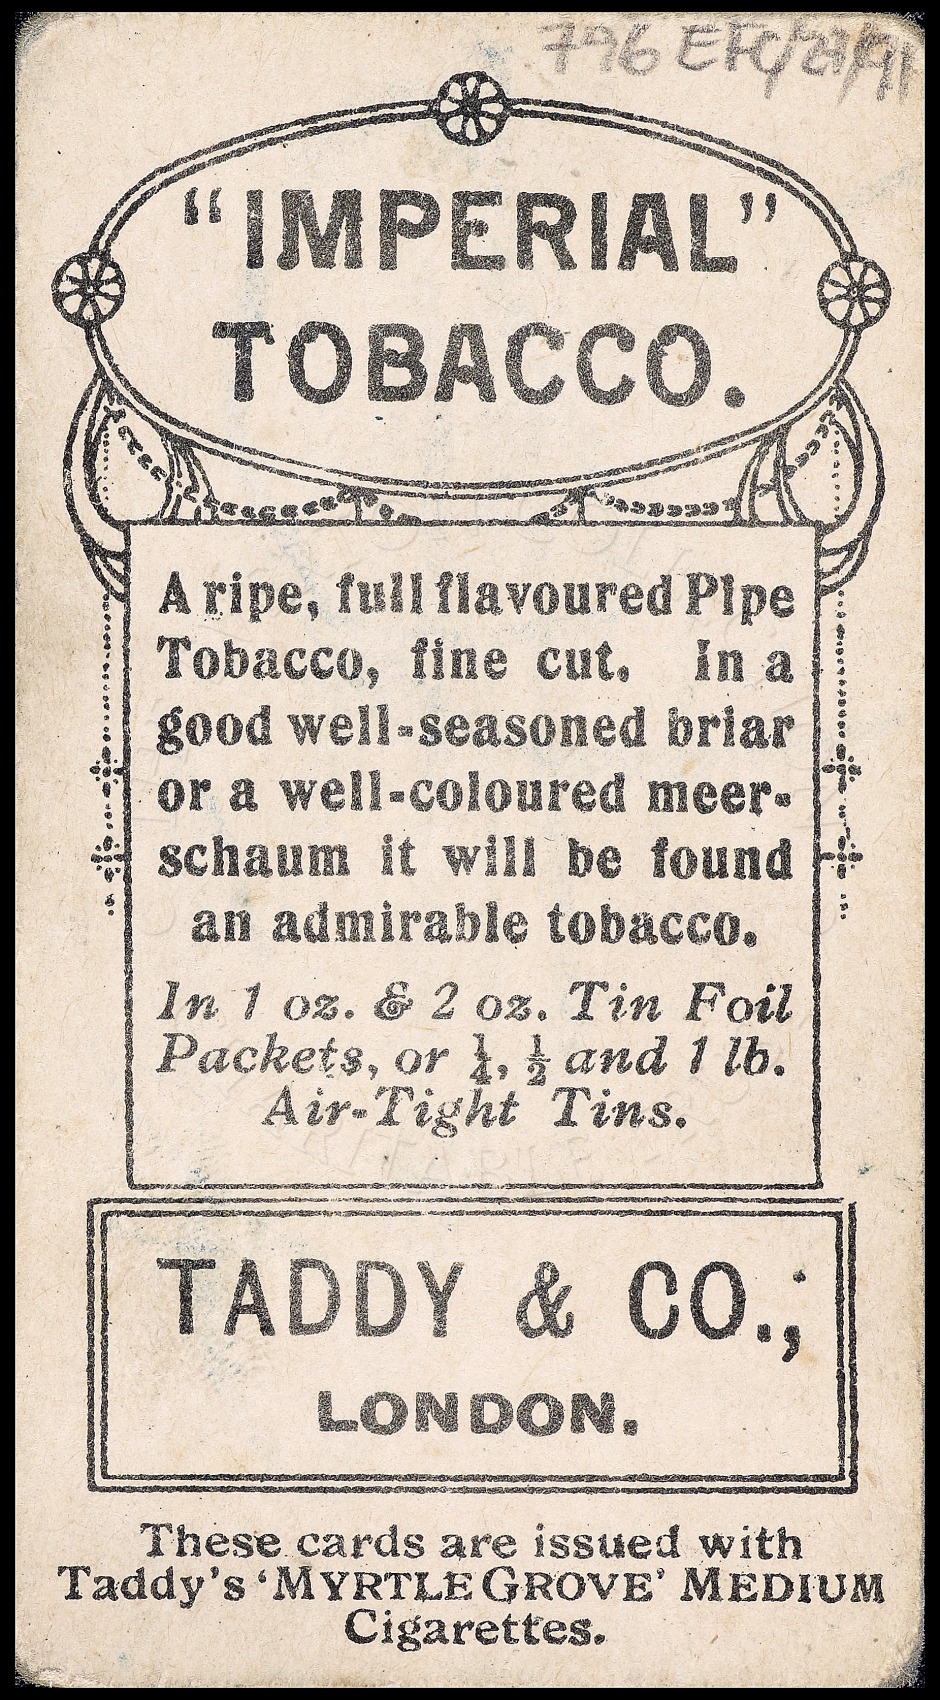 "IMPERIAL"
TOBACCO.
A ripe, full flavoured Pipe
Tobacco, fine cut. In a
good well-seasoned briar
or a well-coloured meer-
schaum it will be found
an admirable tobacco.
In 1 oz. & 2 oz. Tin Foil
Packets, or ¼, ½ and 1 lb.
Air-Tight Tins.
TADDY & CO.,
LONDON.
These cards are issued with
Taddy's 'MYRTLE GROVE' MEDIUM
Cigarettes.